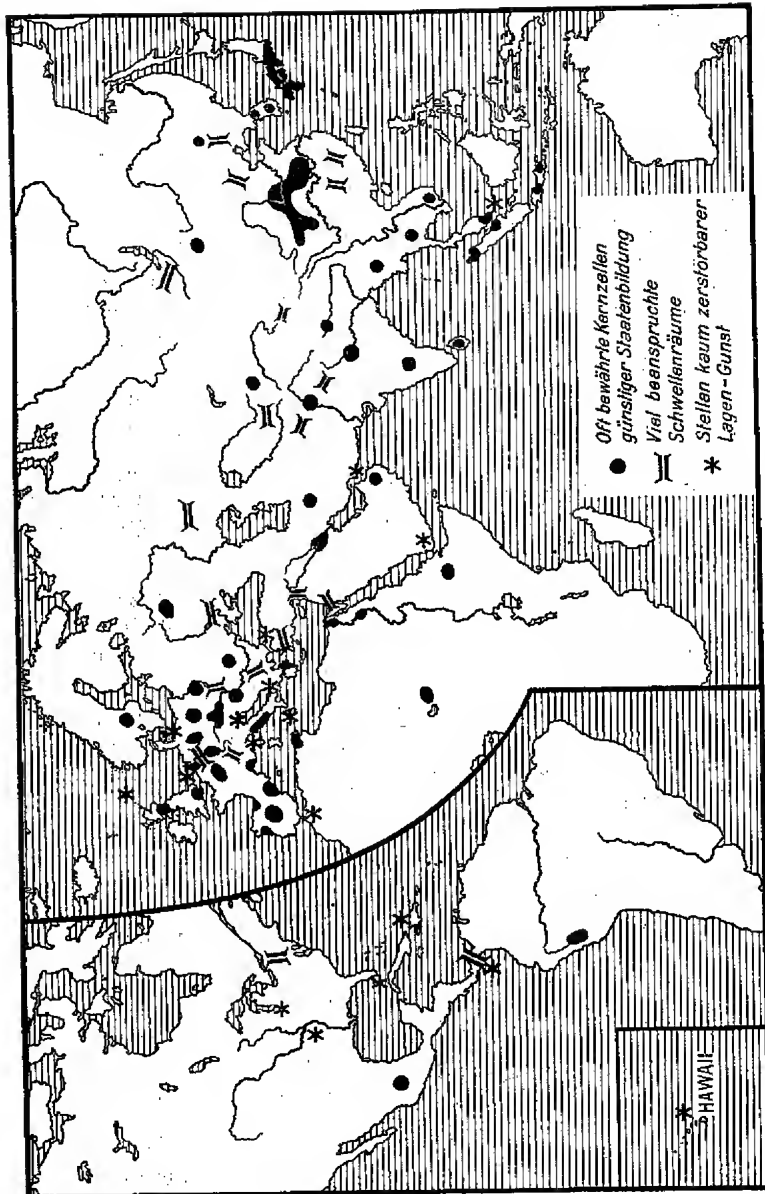 Oft bewährte Kernzellen
günstiger Staatenbildung
Viel beanspruchte
Schwellenräume
Stellen kaum zerstörbarer
Lagen-Gunst
HAWAII